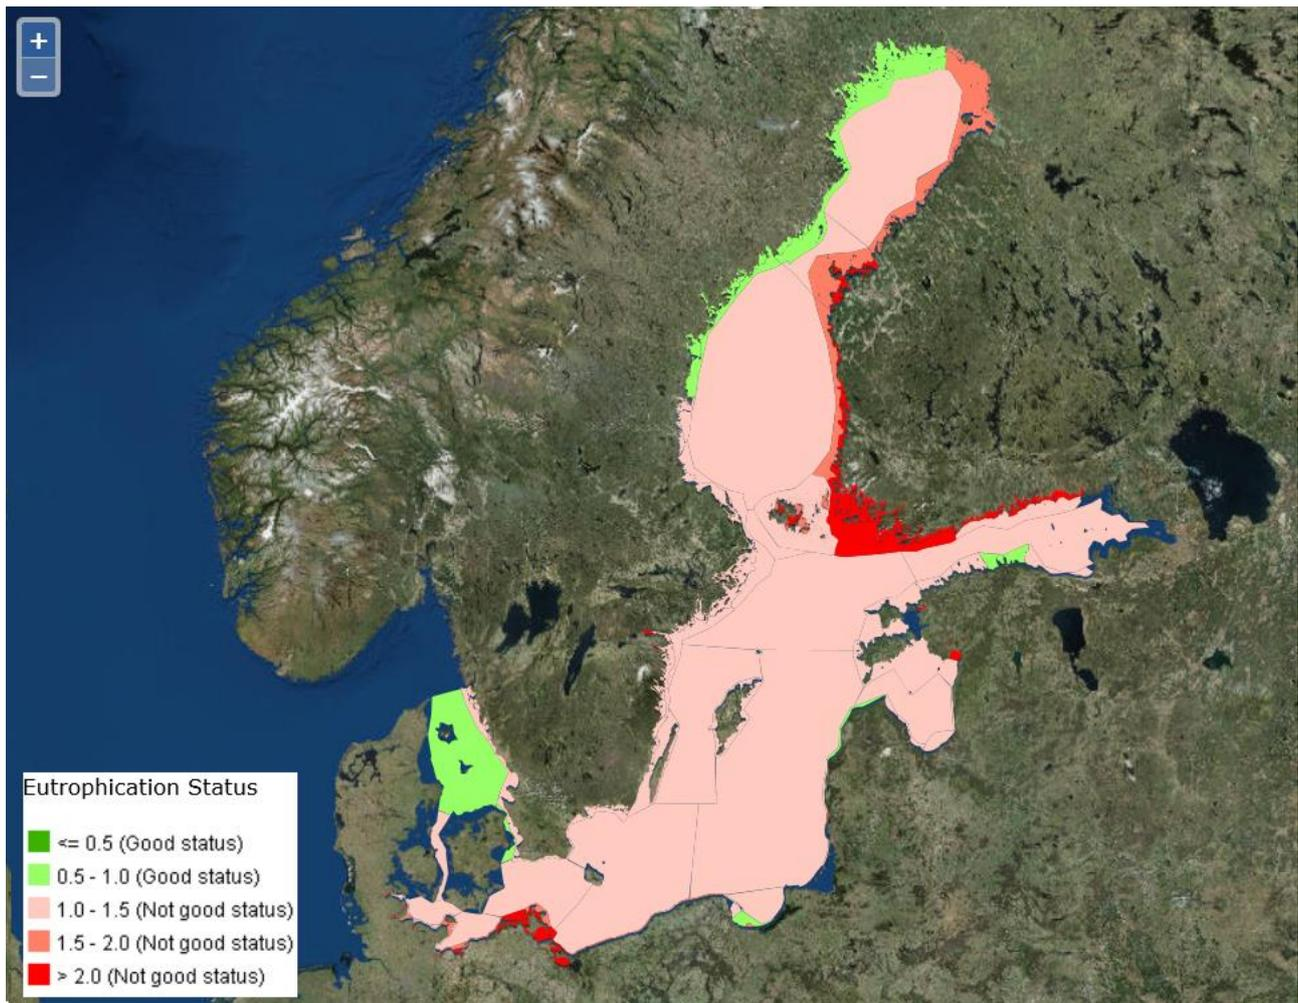 +
−
Eutrophication Status
<= 0.5 (Good status)
0.5 - 1.0 (Good status)
1.0 - 1.5 (Not good status)
1.5 - 2.0 (Not good status)
> 2.0 (Not good status)